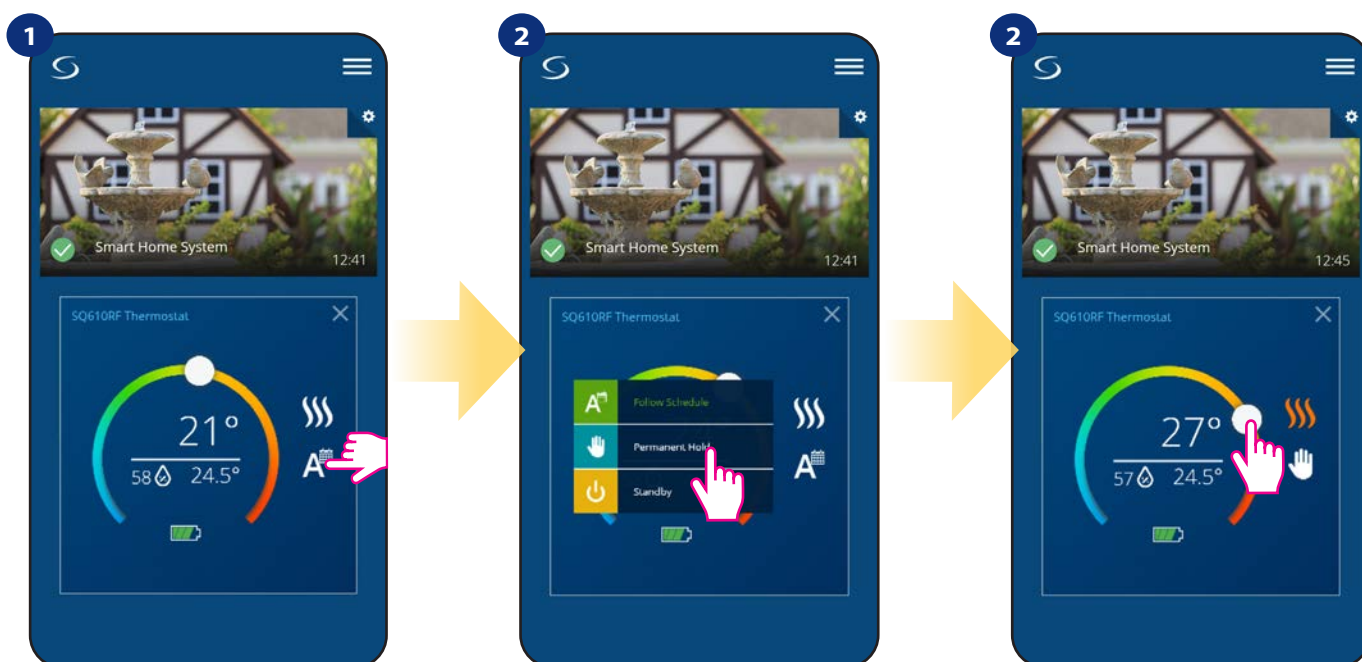 1
Smart Home System
12:41
SQ610RF Thermostat
21°
58 24.5°
A
2
Smart Home System
12:41
SQ610RF Thermostat
A Follow Schedule
Permanent Hold
Standby
A
2
Smart Home System
12:45
SQ610RF Thermostat
27°
57 24.5°